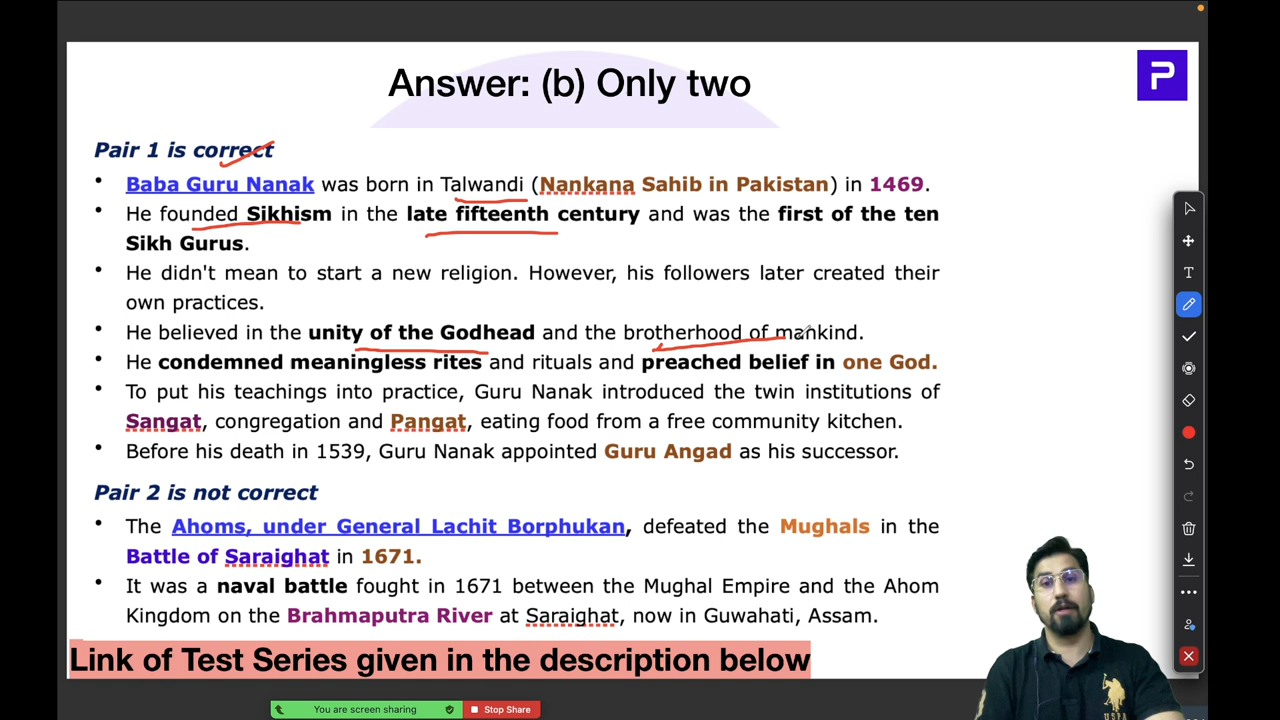 Answer: (b) Only two
P
Pair 1 is correct
• Baba Guru Nanak was born in Talwandi (Nankana Sahib in Pakistan) in 1469.
• He founded Sikhism in the late fifteenth century and was the first of the ten
Sikh Gurus.
• He didn't mean to start a new religion. However, his followers later created their
own practices.
• He believed in the unity of the Godhead and the brotherhood of mankind.
• He condemned meaningless rites and rituals and preached belief in one God.
• To put his teachings into practice, Guru Nanak introduced the twin institutions of
Sangat, congregation and Pangat, eating food from a free community kitchen.
• Before his death in 1539, Guru Nanak appointed Guru Angad as his successor.
Pair 2 is not correct
• The Ahoms, under General Lachit Borphukan, defeated the Mughals in the
Battle of Saraighat in 1671.
• It was a naval battle fought in 1671 between the Mughal Empire and the Ahom
Kingdom on the Brahmaputra River at Saraighat, now in Guwahati, Assam.
Link of Test Series given in the description below
You are screen sharing
Stop Share
T